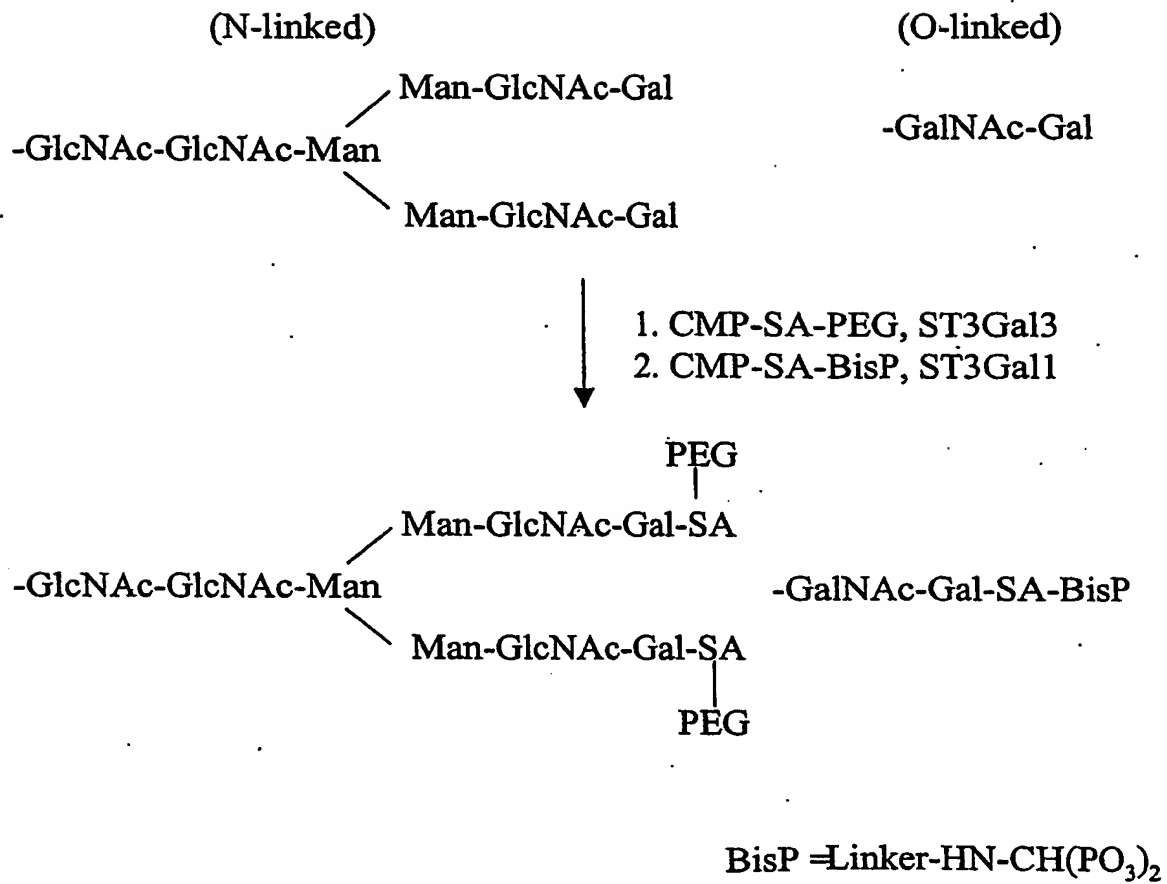 (N-linked)
(O-linked)
Man-GlcNAc-Gal
-GalNAc-Gal
-GlcNAc-GlcNAc-Man
Man-GlcNAc-Gal
1. CMP-SA-PEG, ST3Gal3
2. CMP-SA-BisP, ST3Gal1
PEG
Man-GlcNAc-Gal-SA
-GlcNAc-GlcNAc-Man
-GalNAc-Gal-SA-BisP
Man-GlcNAc-Gal-SA
PEG
BisP =Linker-HN-CH(PO₃)₂